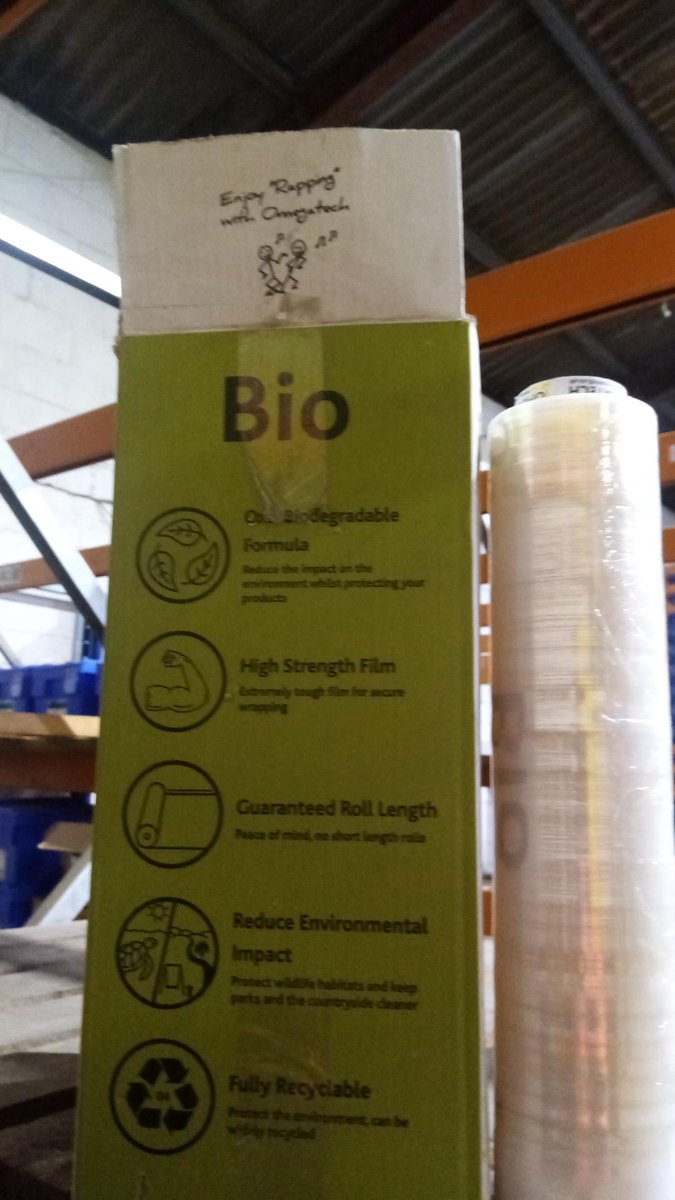 Enjoy "Rapping"
with Omegatech
Bio
Biodegradable
Formula
Reduce the impact on the
environment whilst protecting your
products
High Strength Film
Extremely tough film for secure
wrapping
Guaranteed Roll Length
Peace of mind, no short length rolls
Reduce Environmental
Impact
Protect wildlife habitats and keep
parks and the countryside cleaner
04
Fully Recyclable
Protect the environment, can be
widely recycled